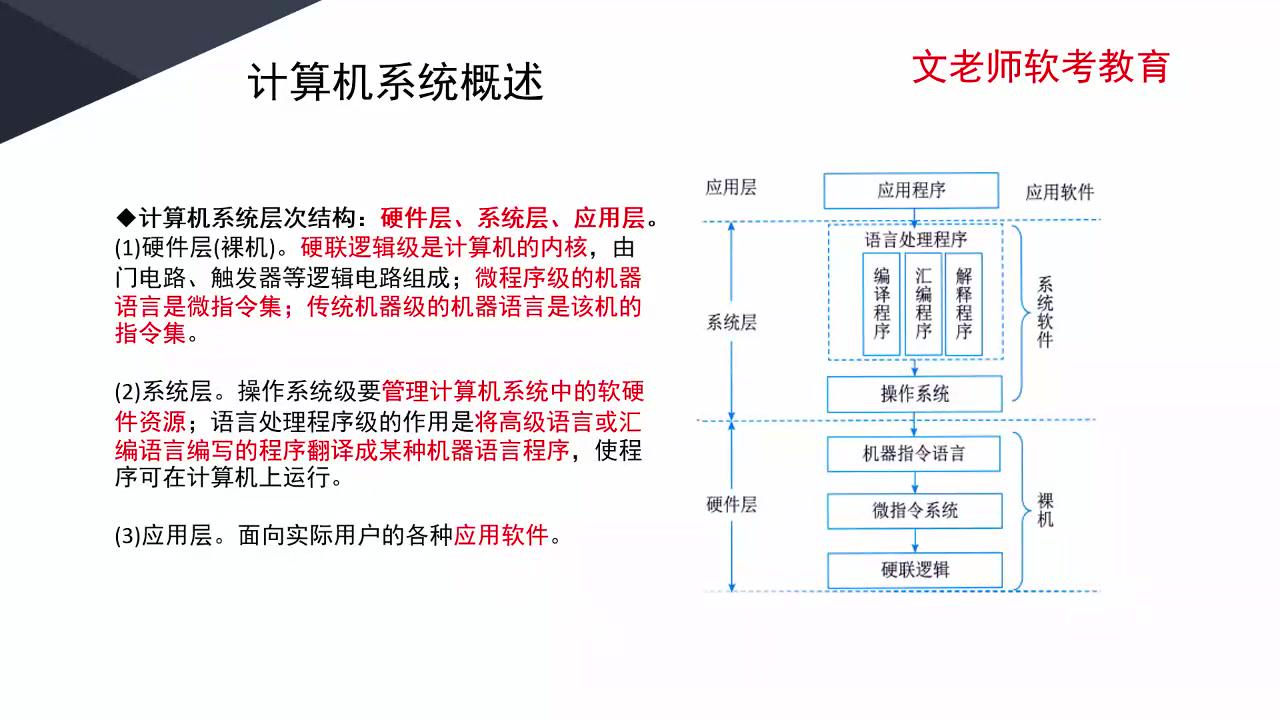 计算机系统概述
文老师软考教育
◆计算机系统层次结构：硬件层、系统层、应用层。
(1)硬件层(裸机)。硬联逻辑级是计算机的内核，由
门电路、触发器等逻辑电路组成；微程序级的机器
语言是微指令集；传统机器级的机器语言是该机的
指令集。
(2)系统层。操作系统级要管理计算机系统中的软硬
件资源；语言处理程序级的作用是将高级语言或汇
编语言编写的程序翻译成某种机器语言程序，使程
序可在计算机上运行。
(3)应用层。面向实际用户的各种应用软件。
应用层
应用程序
应用软件
语言处理程序
编译程序
汇编程序
解释程序
系统层
系统软件
操作系统
机器指令语言
硬件层
微指令系统
裸机
硬联逻辑